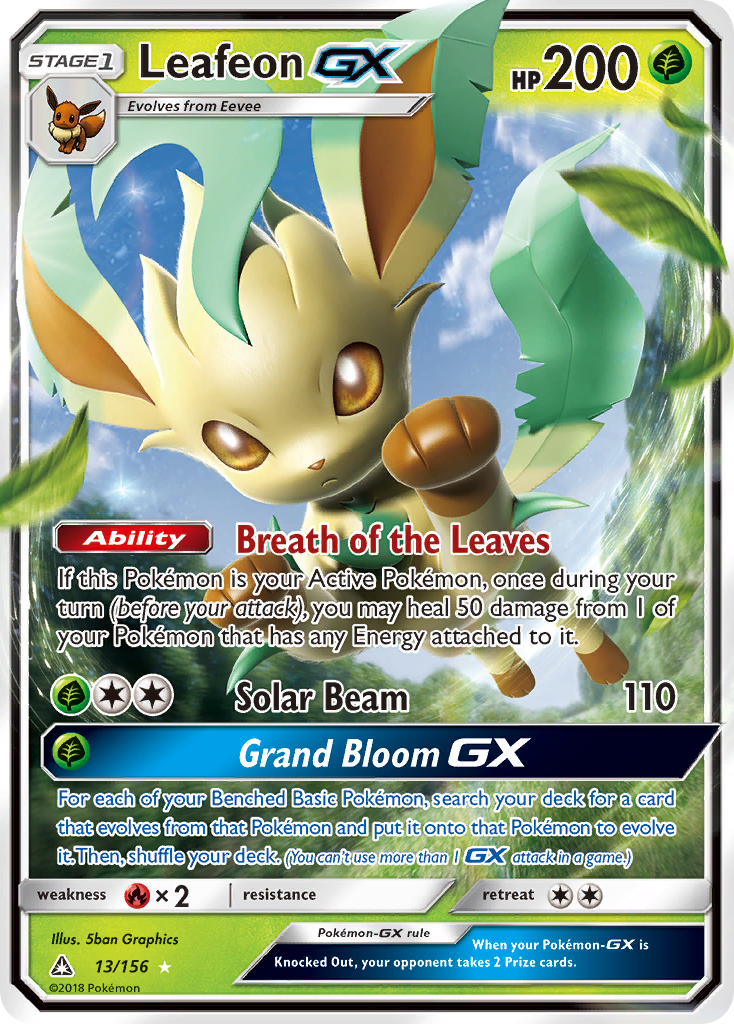 STAGE1 Leafeon GX HP200
Evolves from Eevee
Ability Breath of the Leaves
If this Pokémon is your Active Pokémon, once during your
turn (before your attack), you may heal 50 damage from 1 of
your Pokémon that has any Energy attached to it.
Solar Beam 110
Grand Bloom GX
For each of your Benched Basic Pokémon, search your deck for a card
that evolves from that Pokémon and put it onto that Pokémon to evolve
it. Then, shuffle your deck. (You can't use more than 1 GX attack in a game.)
weakness × 2 resistance retreat
Illus. 5ban Graphics
13/156
©2018 Pokémon
Pokémon-GX rule
When your Pokémon-GX is
Knocked Out, your opponent takes 2 Prize cards.